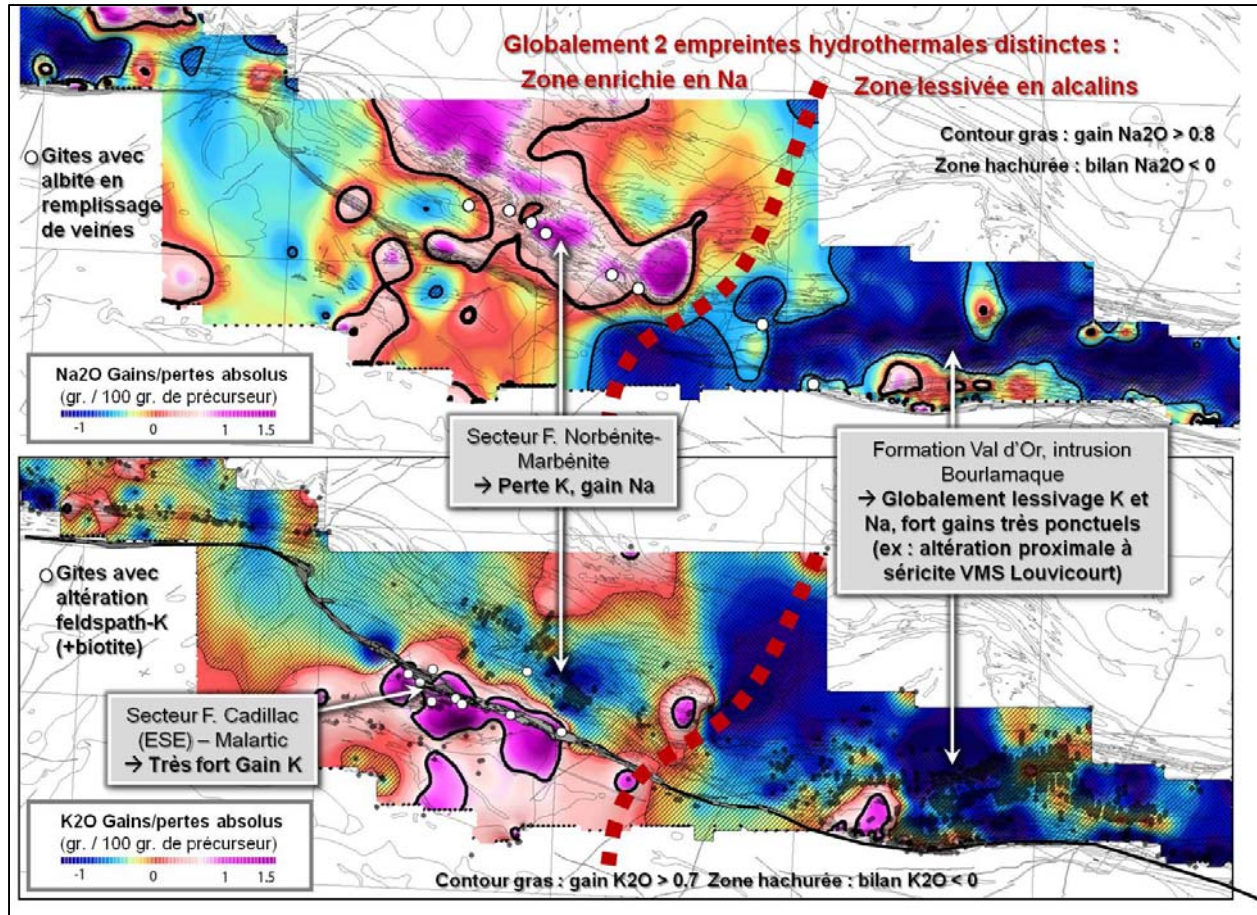 Globalement 2 empreintes hydrothermales distinctes :
Zone enrichie en Na
Zone lessivée en alcalins
Contour gras : gain Na2O > 0.8
Zone hachurée : bilan Na2O < 0
Gites avec
albite en
remplissage
de veines
Na2O Gains/pertes absolus
(gr. / 100 gr. de précurseur)
-1 0 1 1.5
Secteur F. Norbénite-
Marbénite
→ Perte K, gain Na
Formation Val d'Or, intrusion
Bourlamaque
→ Globalement lessivage K et
Na, fort gains très ponctuels
(ex : altération proximale à
séricite VMS Louvicourt)
Gites avec
altération
feldspath-K
(+biotite)
Secteur F. Cadillac
(ESE) – Malartic
→ Très fort Gain K
K2O Gains/pertes absolus
(gr. / 100 gr. de précurseur)
-1 0 1 1.5
Contour gras : gain K2O > 0.7 Zone hachurée : bilan K2O < 0